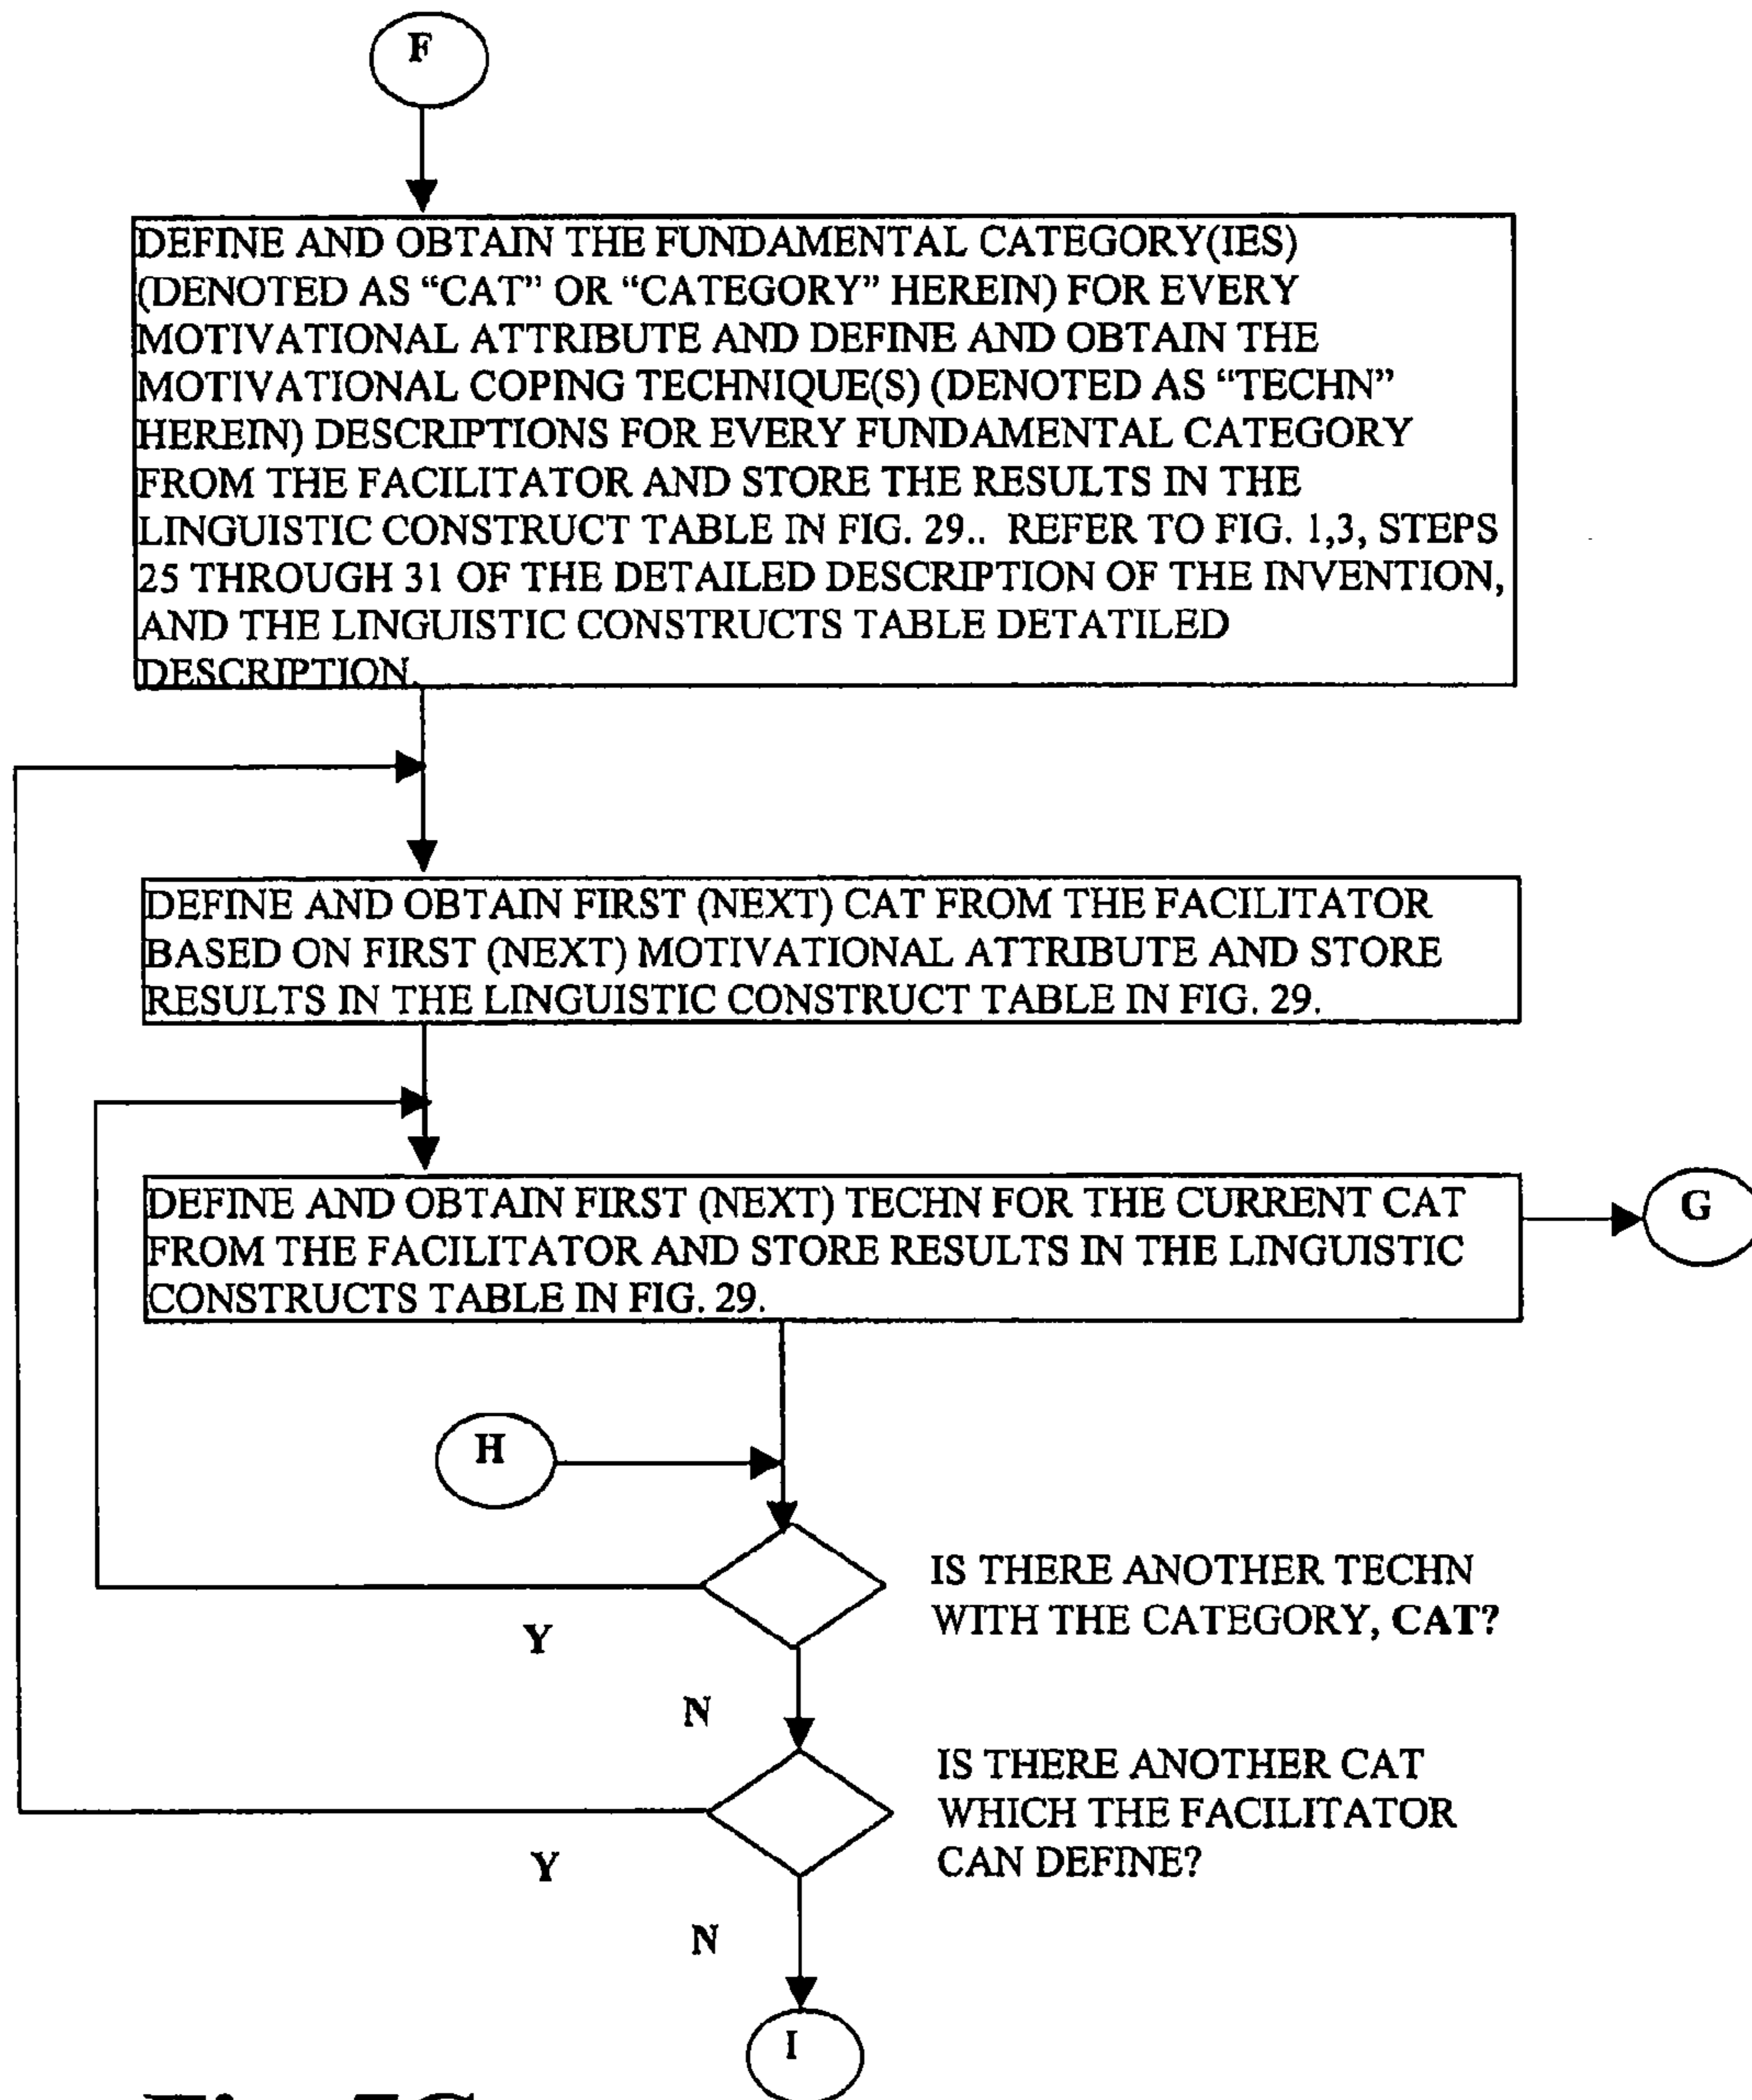 F
DEFINE AND OBTAIN THE FUNDAMENTAL CATEGORY(IES)
(DENOTED AS “CAT” OR “CATEGORY” HEREIN) FOR EVERY
MOTIVATIONAL ATTRIBUTE AND DEFINE AND OBTAIN THE
MOTIVATIONAL COPING TECHNIQUE(S) (DENOTED AS “TECHN”
HEREIN) DESCRIPTIONS FOR EVERY FUNDAMENTAL CATEGORY
FROM THE FACILITATOR AND STORE THE RESULTS IN THE
LINGUISTIC CONSTRUCT TABLE IN FIG. 29.. REFER TO FIG. 1,3, STEPS
25 THROUGH 31 OF THE DETAILED DESCRIPTION OF THE INVENTION,
AND THE LINGUISTIC CONSTRUCTS TABLE DETATILED
DESCRIPTION.
DEFINE AND OBTAIN FIRST (NEXT) CAT FROM THE FACILITATOR
BASED ON FIRST (NEXT) MOTIVATIONAL ATTRIBUTE AND STORE
RESULTS IN THE LINGUISTIC CONSTRUCT TABLE IN FIG. 29.
DEFINE AND OBTAIN FIRST (NEXT) TECHN FOR THE CURRENT CAT
FROM THE FACILITATOR AND STORE RESULTS IN THE LINGUISTIC
CONSTRUCTS TABLE IN FIG. 29.
G
H
IS THERE ANOTHER TECHN
WITH THE CATEGORY, CAT?
Y
N
IS THERE ANOTHER CAT
WHICH THE FACILITATOR
CAN DEFINE?
Y
N
I